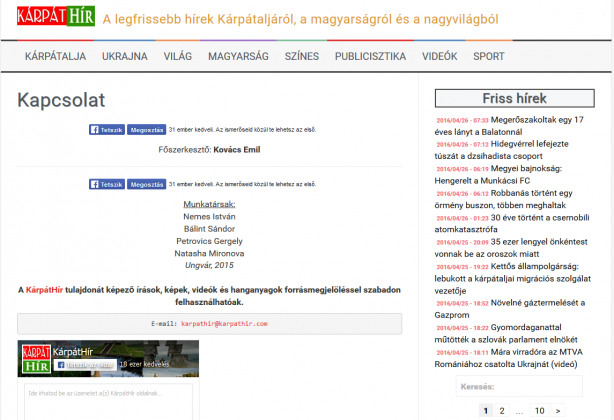 KÁRPÁT HÍR
A legfrissebb hírek Kárpátaljáról, a magyarságról és a nagyvilágból
KÁRPÁTALJA UKRAJNA VILÁG MAGYARSÁG SZÍNES PUBLICISZTIKA VIDEÓK SPORT
Kapcsolat
Tetszik Megosztás 31 ember kedveli. Az ismerőseid közül te lehetsz az első.
Főszerkesztő: Kovács Emil
Tetszik Megosztás 31 ember kedveli. Az ismerőseid közül te lehetsz az első.
Munkatársak:
Nemes István
Bálint Sándor
Petrovics Gergely
Natasha Mironova
Ungvár, 2015
A KárpátHír tulajdonát képező írások, képek, videók és hanganyagok forrásmegjelöléssel szabadon
felhasználhatóak.
E-mail: karpathir@karpathir.com
KÁRPÁT HÍR
KárpátHír
Tetszik 18 ezer kedvelés
Ide írhatod be az üzenetet a(z) KárpátHír oldalnak...
Friss hírek
2016/04/26 - 07:33 Megerőszakoltak egy 17
éves lányt a Balatonnál
2016/04/26 - 07:12 Hidegvérrel lefejezte
túszát a dzsihadista csoport
2016/04/26 - 06:19 Megyei bajnokság:
Hengerelt a Munkácsi FC
2016/04/26 - 06:12 Robbanás történt egy
örmény buszon, többen meghaltak
2016/04/26 - 01:23 30 éve történt a csernobili
atomkatasztrófa
2016/04/25 - 20:09 35 ezer lengyel önkéntest
vonnak be az oroszok miatt
2016/04/25 - 19:22 Kettős állampolgárság:
lebukott a kárpátaljai migrációs szolgálat
vezetője
2016/04/25 - 18:52 Növelné gáztermelését a
Gazprom
2016/04/25 - 18:22 Gyomordaganattal
műtötték a szlovák parlament elnökét
2016/04/25 - 18:11 Mára virradóra az MTVA
Romániához csatolta Ukrajnát (videó)
Keresés:
1 2 ... 10 >